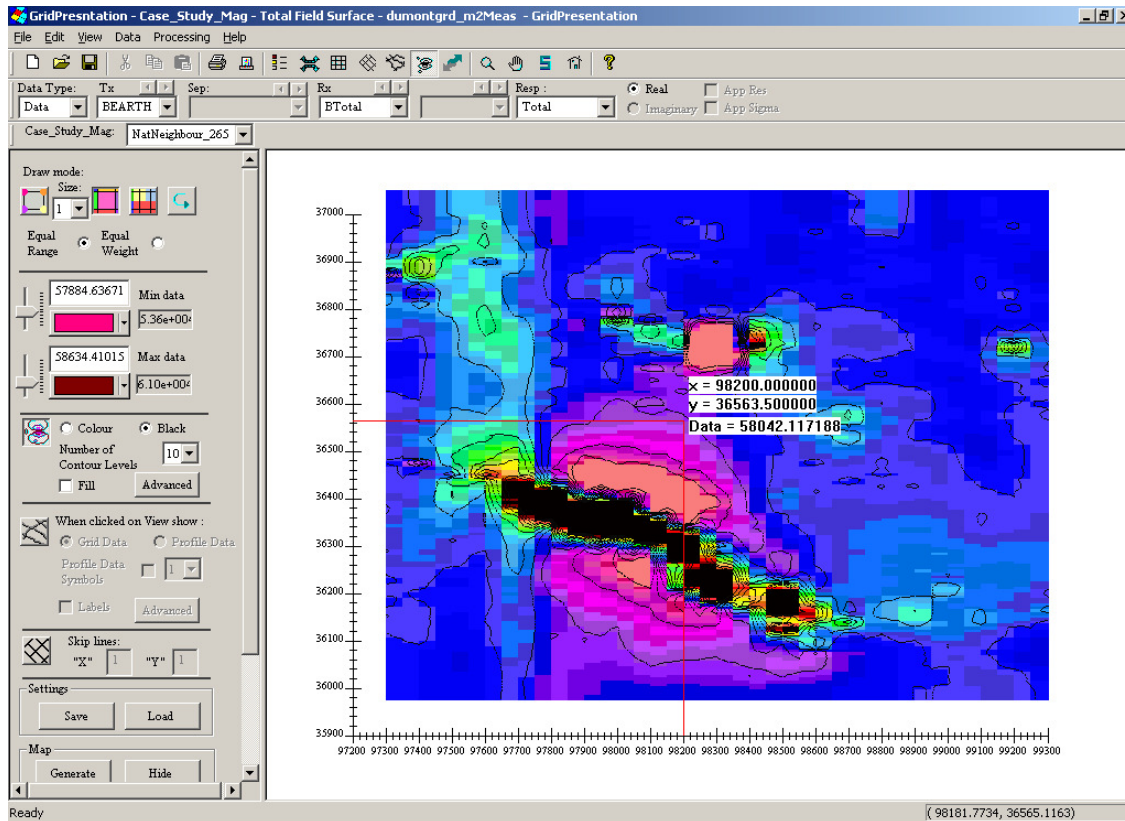 GridPresntation - Case_Study_Mag - Total Field Surface - dumontgrd_m2Meas - GridPresentation
File Edit View Data Processing Help
Data Type: Tx Sep: Rx Resp : Real App Res
Data BEARTH BTotal Total Imaginary App Sigma
Case_Study_Mag: NatNeighbour_265
Draw mode:
Size:
1
Equal Range Equal Weight
57884.63671 Min data
5.36e+004
58634.41015 Max data
6.10e+004
Colour Black
Number of Contour Levels 10
Fill Advanced
When clicked on View show :
Grid Data Profile Data
Profile Data Symbols 1
Labels Advanced
Skip lines:
"X" 1 "Y" 1
Settings
Save Load
Map
Generate Hide
37000
36900
36800
36700
36600
36500
36400
36300
36200
36100
36000
35900
x = 98200.000000
y = 36563.500000
Data = 58042.117188
97200 97300 97400 97500 97600 97700 97800 97900 98000 98100 98200 98300 98400 98500 98600 98700 98800 98900 99000 99100 99200 99300
Ready ( 98181.7734, 36565.1163)